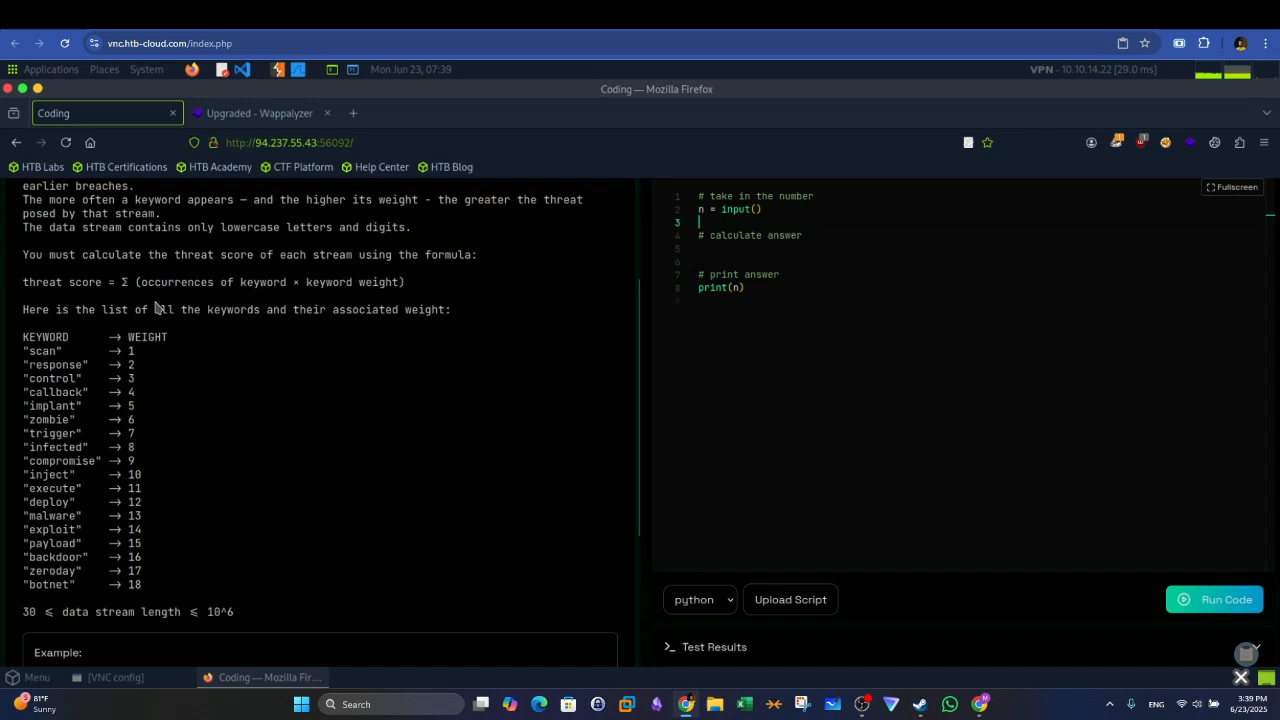 vnc.htb-cloud.com/index.php
Applications Places System
Mon Jun 23, 07:39
VPN - 10.10.14.22 [29.0 ms]
Coding — Mozilla Firefox
Coding
Upgraded - Wappalyzer
http://94.237.55.43:56092/
HTB Labs HTB Certifications HTB Academy CTF Platform Help Center HTB Blog
earlier breaches.
The more often a keyword appears — and the higher its weight - the greater the threat
posed by that stream.
The data stream contains only lowercase letters and digits.
You must calculate the threat score of each stream using the formula:
threat score = Σ (occurrences of keyword × keyword weight)
Here is the list of all the keywords and their associated weight:
KEYWORD → WEIGHT
"scan" → 1
"response" → 2
"control" → 3
"callback" → 4
"implant" → 5
"zombie" → 6
"trigger" → 7
"infected" → 8
"compromise" → 9
"inject" → 10
"execute" → 11
"deploy" → 12
"malware" → 13
"exploit" → 14
"payload" → 15
"backdoor" → 16
"zeroday" → 17
"botnet" → 18
30 ⩽ data stream length ⩽ 10^6
Example:
Fullscreen
1 # take in the number
2 n = input()
3
4 # calculate answer
5
6
7 # print answer
8 print(n)
9
python Upload Script Run Code
Test Results
Menu [VNC config] Coding — Mozilla Fir...
81°F
Sunny
Search
ENG
3:39 PM
6/23/2025